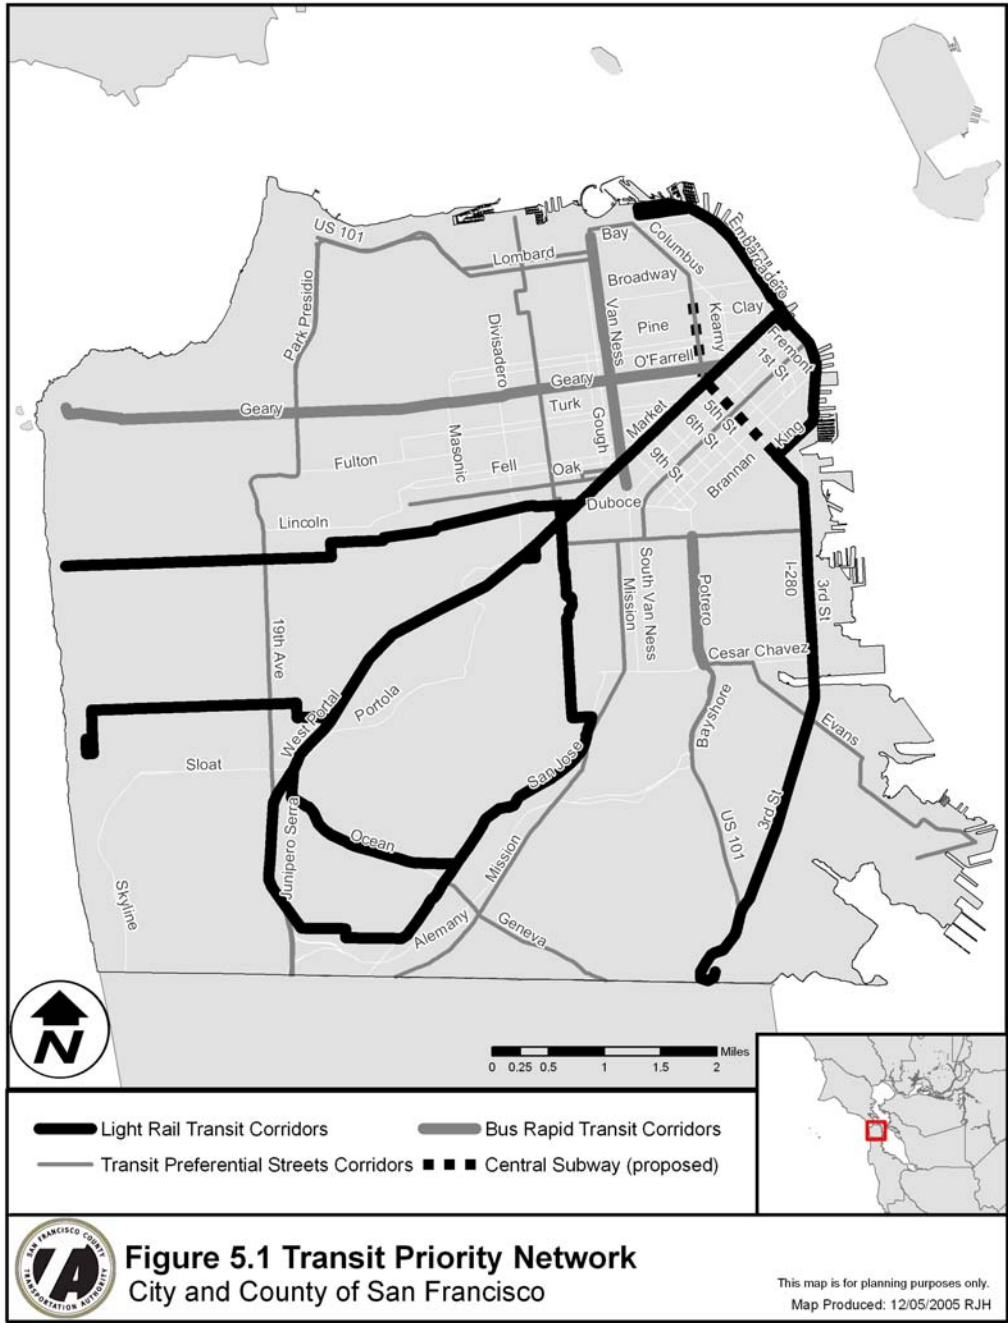 US 101
Bay
Columbus
Embarcadero
Lombard
Broadway
Park Presidio
Van Ness
Clay
Kearny
Divisadero
Pine
Fremont
O'Farrell
1st St
Geary
Geary
Turk
5th St
Gough
Market
6th St
King
Masonic
Fulton
Fell
Oak
9th St
Brannan
Duboce
Lincoln
South Van Ness
Mission
Potrero
I-280
3rd St
19th Ave
Cesar Chavez
West Portal
Portola
Bayshore
Evans
Sloat
San Jose
3rd St
US 101
Junipero Serra
Ocean
Mission
Skyline
Alemany
Geneva
N
Miles
0 0.25 0.5 1 1.5 2
Light Rail Transit Corridors
Bus Rapid Transit Corridors
Transit Preferential Streets Corridors
Central Subway (proposed)
SAN FRANCISCO COUNTY
TA
TRANSPORTATION AUTHORITY
Figure 5.1 Transit Priority Network
City and County of San Francisco
This map is for planning purposes only.
Map Produced: 12/05/2005 RJH